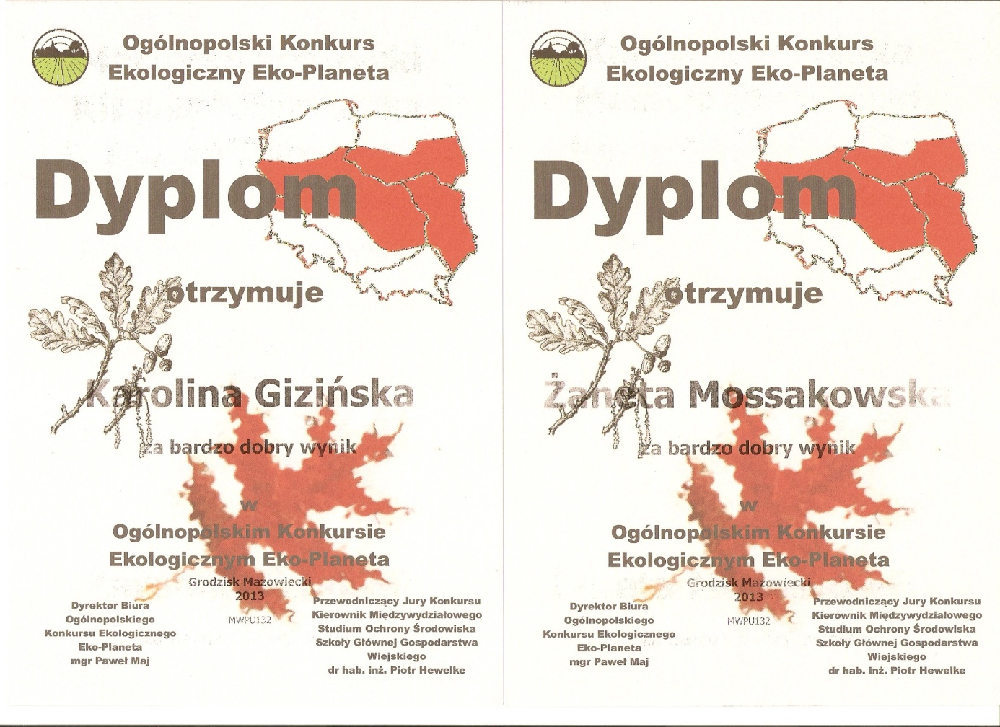 Ogólnopolski Konkurs
Ekologiczny Eko-Planeta
Dyplom
otrzymuje
Karolina Gizińska
za bardzo dobry wynik
w
Ogólnopolskim Konkursie
Ekologicznym Eko-Planeta
Grodzisk Mazowiecki
2013
MWPU132
Dyrektor Biura
Ogólnopolskiego
Konkursu Ekologicznego
Eko-Planeta
mgr Paweł Maj
Przewodniczący Jury Konkursu
Kierownik Międzywydziałowego
Studium Ochrony Środowiska
Szkoły Głównej Gospodarstwa
Wiejskiego
dr hab. inż. Piotr Hewelke
Ogólnopolski Konkurs
Ekologiczny Eko-Planeta
Dyplom
otrzymuje
Żaneta Mossakowska
za bardzo dobry wynik
w
Ogólnopolskim Konkursie
Ekologicznym Eko-Planeta
Grodzisk Mazowiecki
2013
MWPU132
Dyrektor Biura
Ogólnopolskiego
Konkursu Ekologicznego
Eko-Planeta
mgr Paweł Maj
Przewodniczący Jury Konkursu
Kierownik Międzywydziałowego
Studium Ochrony Środowiska
Szkoły Głównej Gospodarstwa
Wiejskiego
dr hab. inż. Piotr Hewelke